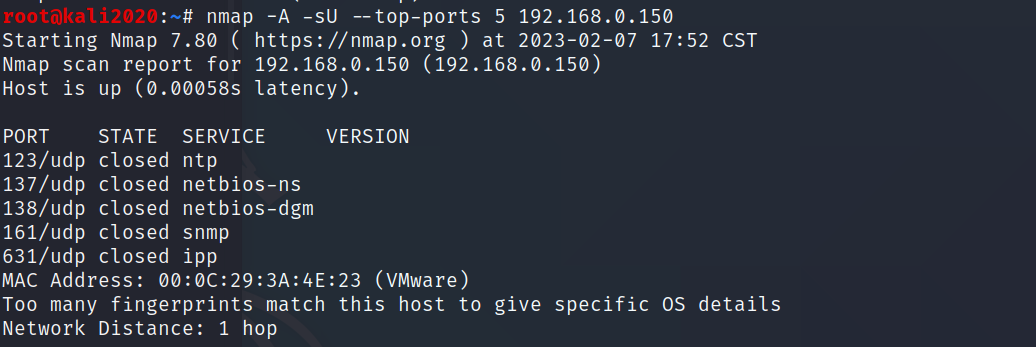 root@kali2020:~# nmap -A -sU --top-ports 5 192.168.0.150
Starting Nmap 7.80 ( https://nmap.org ) at 2023-02-07 17:52 CST
Nmap scan report for 192.168.0.150 (192.168.0.150)
Host is up (0.00058s latency).

PORT    STATE  SERVICE     VERSION
123/udp closed ntp
137/udp closed netbios-ns
138/udp closed netbios-dgm
161/udp closed snmp
631/udp closed ipp
MAC Address: 00:0C:29:3A:4E:23 (VMware)
Too many fingerprints match this host to give specific OS details
Network Distance: 1 hop